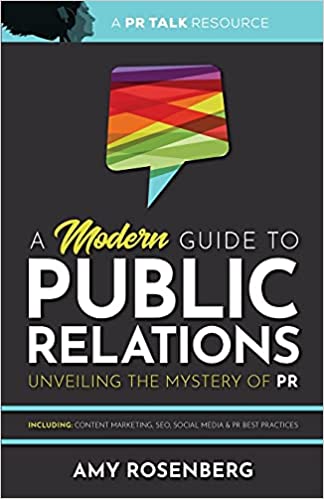 A PR TALK RESOURCE
A Modern GUIDE TO
PUBLIC
RELATIONS
UNVEILING THE MYSTERY OF PR
INCLUDING: CONTENT MARKETING, SEO, SOCIAL MEDIA & PR BEST PRACTICES
AMY ROSENBERG